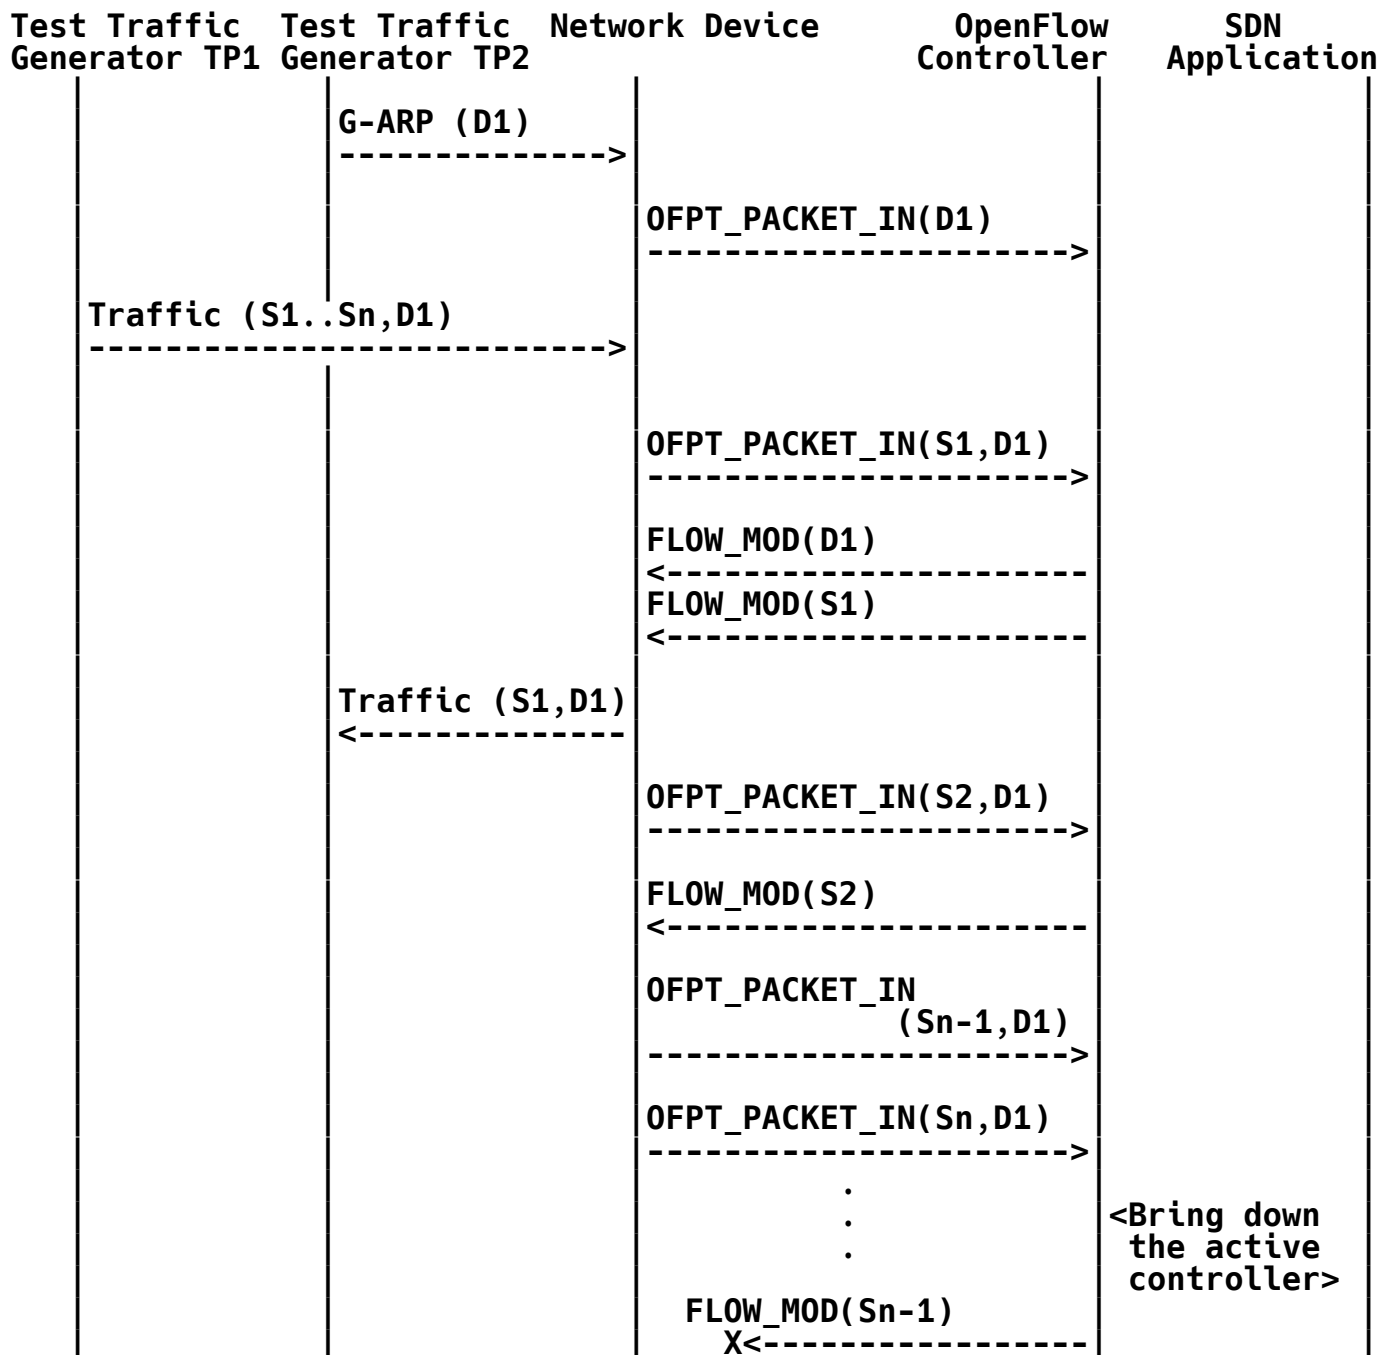 Test Traffic  Test Traffic  Network Device       OpenFlow      SDN
Generator TP1 Generator TP2                    Controller   Application
G-ARP (D1)
-------------->
OFPT_PACKET_IN(D1)
---------------------->
Traffic (S1..Sn,D1)
--------------------------->
OFPT_PACKET_IN(S1,D1)
---------------------->
FLOW_MOD(D1)
<----------------------
FLOW_MOD(S1)
<----------------------
Traffic (S1,D1)
<--------------
OFPT_PACKET_IN(S2,D1)
---------------------->
FLOW_MOD(S2)
<----------------------
OFPT_PACKET_IN
(Sn-1,D1)
---------------------->
OFPT_PACKET_IN(Sn,D1)
---------------------->
.
. <Bring down
the active
. controller>
FLOW_MOD(Sn-1)
X<-----------------